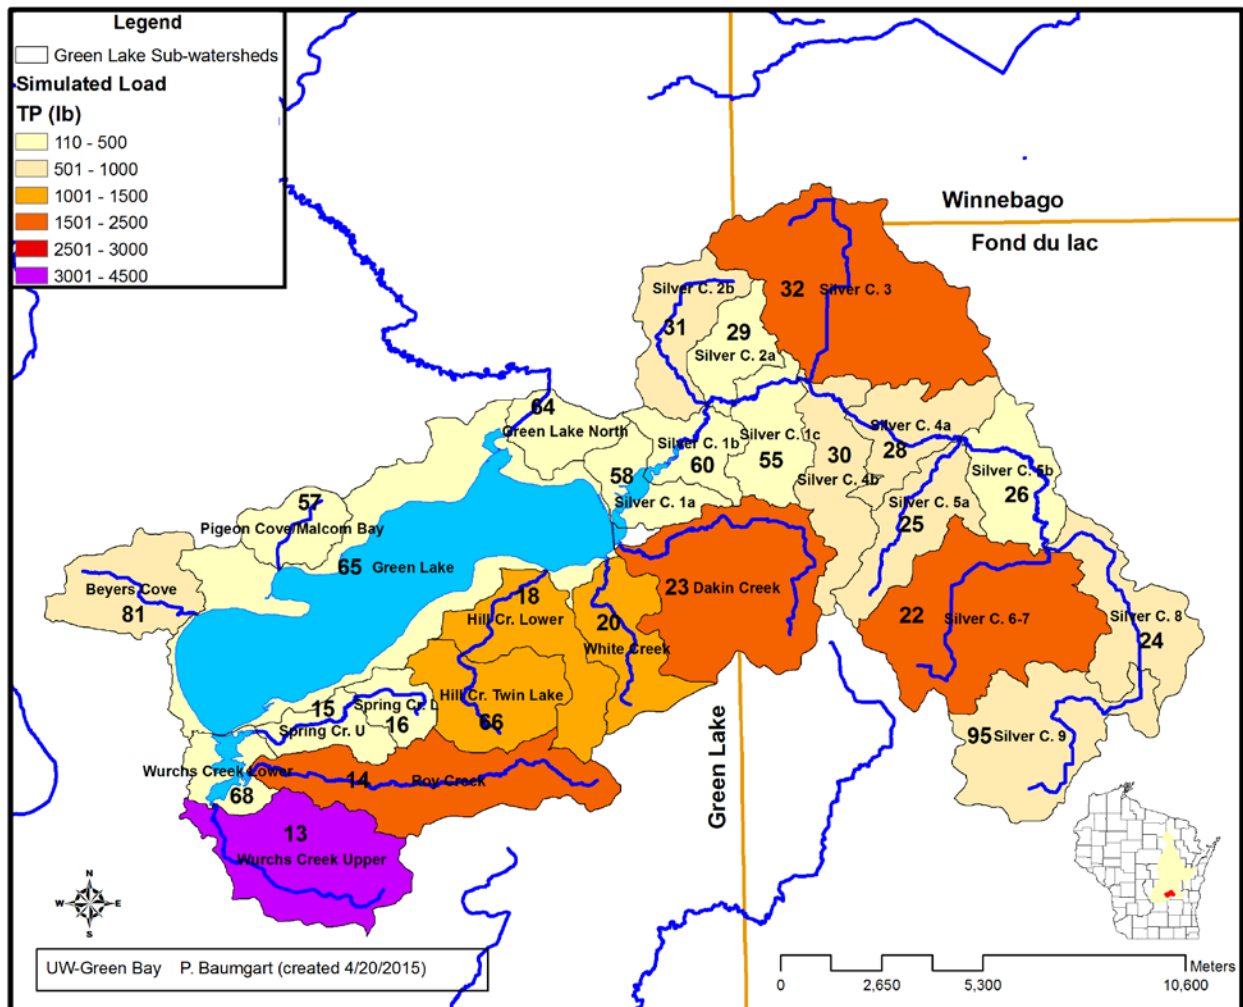 Legend
Green Lake Sub-watersheds
Simulated Load
TP (lb)
110 - 500
501 - 1000
1001 - 1500
1501 - 2500
2501 - 3000
3001 - 4500
Winnebago
Fond du lac
Silver C. 2b
32 Silver C. 3
31
29
Silver C. 2a
64
Green Lake North
Silver C. 1b
60
Silver C. 1c
55
Silver C. 4a
28
30
Silver C. 4b
58
Silver C. 1a
Silver C. 5b
26
Silver C. 5a
25
57
Pigeon Cove/Malcom Bay
65 Green Lake
Beyers Cove
81
18
Hill Cr. Lower
20
White Creek
23 Dakin Creek
22 Silver C. 6-7
Silver C. 8
24
Hill Cr. Twin Lake
66
15
Spring Cr. L
16
Spring Cr. U
95 Silver C. 9
Wurchs Creek Lower
68
14 Roy Creek
13
Wurchs Creek Upper
Green Lake
N
W E
S
UW-Green Bay P. Baumgart (created 4/20/2015)
Meters
0 2,650 5,300 10,600